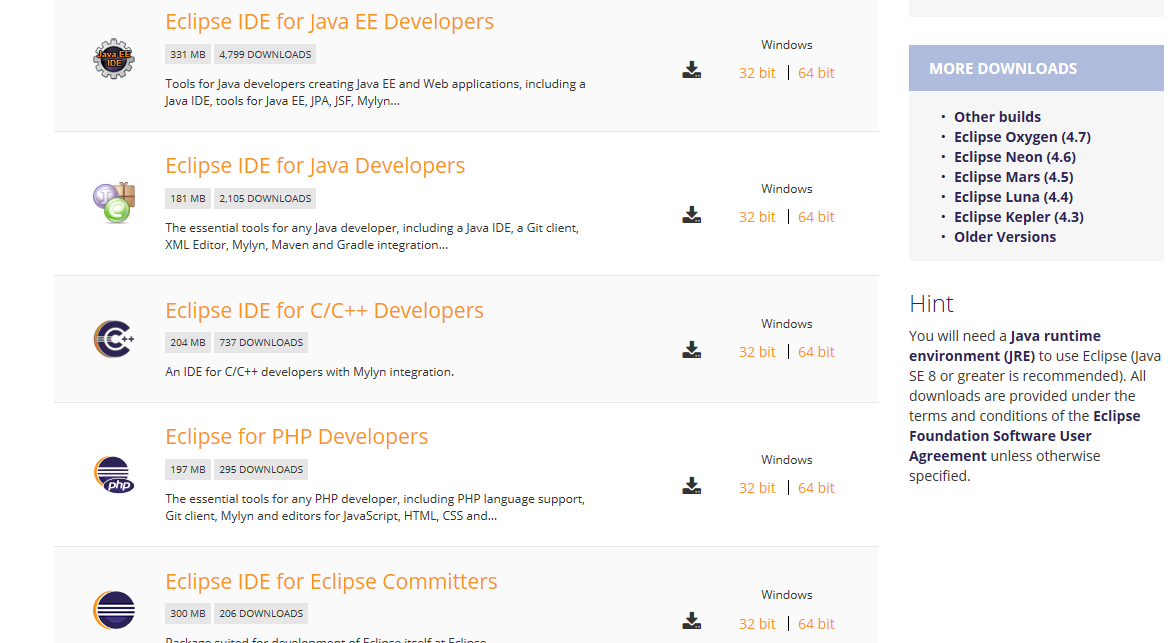 Eclipse IDE for Java EE Developers
331 MB 4,799 DOWNLOADS
Java EE
IDE
Tools for Java developers creating Java EE and Web applications, including a
Java IDE, tools for Java EE, JPA, JSF, Mylyn...
Windows
32 bit | 64 bit
Eclipse IDE for Java Developers
181 MB 2,105 DOWNLOADS
J
C
The essential tools for any Java developer, including a Java IDE, a Git client,
XML Editor, Mylyn, Maven and Gradle integration...
Windows
32 bit | 64 bit
Eclipse IDE for C/C++ Developers
204 MB 737 DOWNLOADS
C++
An IDE for C/C++ developers with Mylyn integration.
Windows
32 bit | 64 bit
Eclipse for PHP Developers
197 MB 295 DOWNLOADS
php
The essential tools for any PHP developer, including PHP language support,
Git client, Mylyn and editors for JavaScript, HTML, CSS and...
Windows
32 bit | 64 bit
Eclipse IDE for Eclipse Committers
300 MB 206 DOWNLOADS
Package suited for development of Eclipse itself at Eclipse
Windows
32 bit | 64 bit
MORE DOWNLOADS
• Other builds
• Eclipse Oxygen (4.7)
• Eclipse Neon (4.6)
• Eclipse Mars (4.5)
• Eclipse Luna (4.4)
• Eclipse Kepler (4.3)
• Older Versions
Hint
You will need a Java runtime
environment (JRE) to use Eclipse (Java
SE 8 or greater is recommended). All
downloads are provided under the
terms and conditions of the Eclipse
Foundation Software User
Agreement unless otherwise
specified.